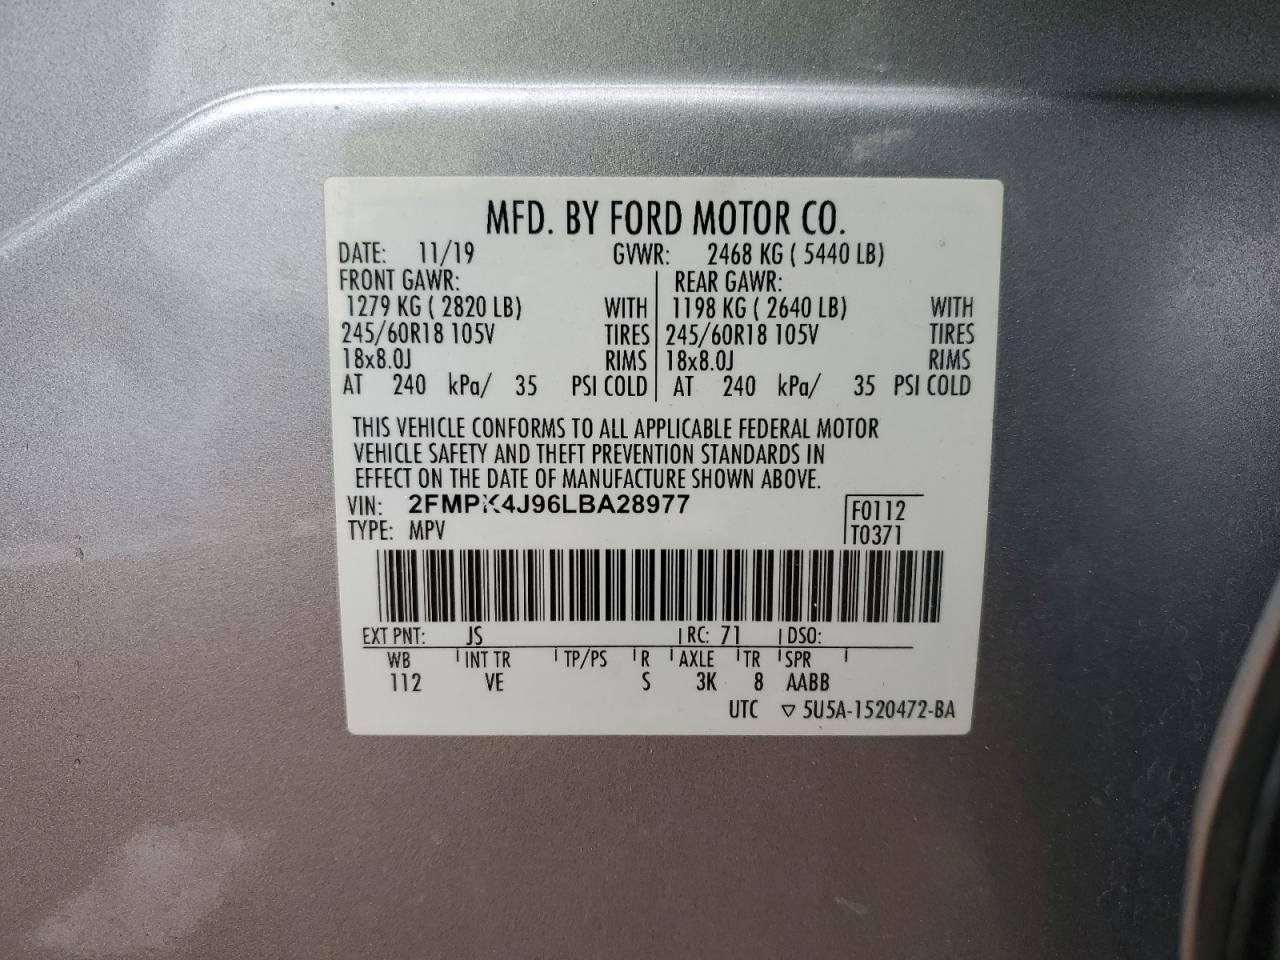 MFD. BY FORD MOTOR CO.
DATE: 11/19 GVWR: 2468 KG ( 5440 LB)
FRONT GAWR: REAR GAWR:
1279 KG ( 2820 LB) WITH 1198 KG ( 2640 LB) WITH
245/60R18 105V TIRES 245/60R18 105V TIRES
18x8.0J RIMS 18x8.0J RIMS
AT 240 kPa/ 35 PSI COLD AT 240 kPa/ 35 PSI COLD
THIS VEHICLE CONFORMS TO ALL APPLICABLE FEDERAL MOTOR
VEHICLE SAFETY AND THEFT PREVENTION STANDARDS IN
EFFECT ON THE DATE OF MANUFACTURE SHOWN ABOVE.
VIN: 2FMPK4J96LBA28977 F0112
TYPE: MPV T0371
EXT PNT: JS RC: 71 DSO:
WB INT TR TP/PS R AXLE TR SPR
112 VE S 3K 8 AABB
UTC ▽ 5U5A-1520472-BA